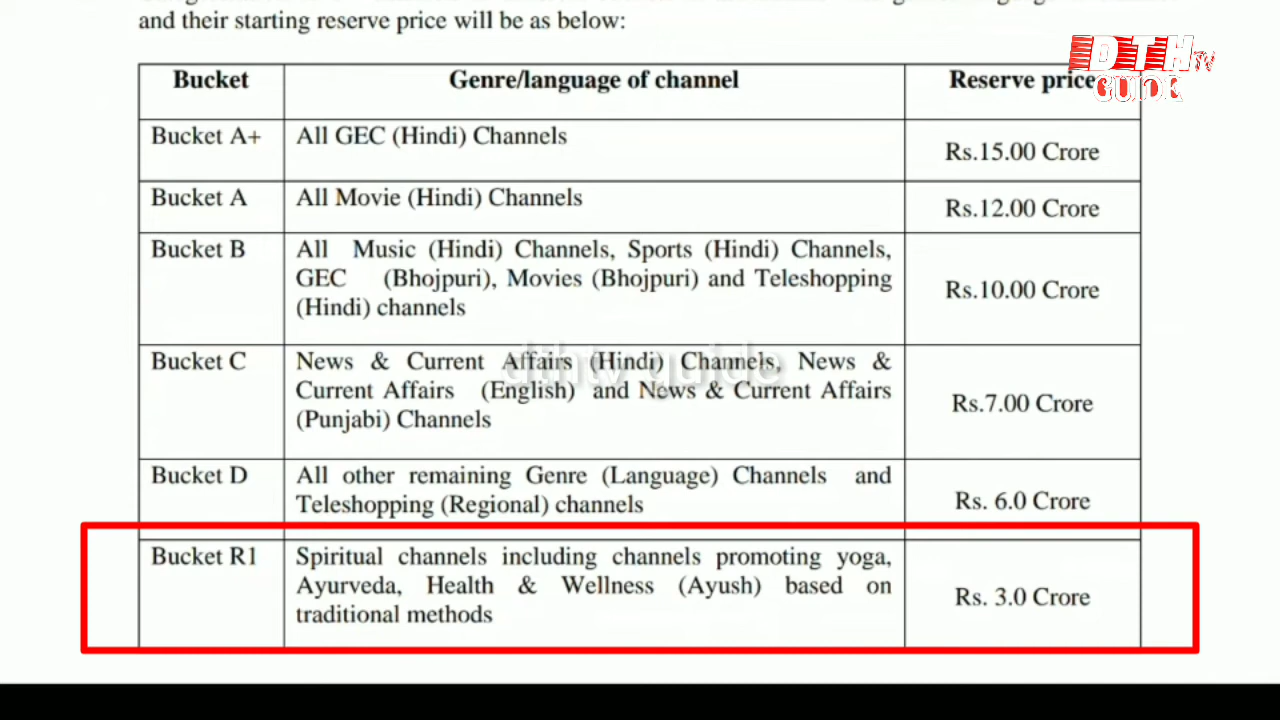 and their starting reserve price will be as below:
DTH TV
GUIDE
Bucket Genre/language of channel Reserve price
Bucket A+ All GEC (Hindi) Channels Rs.15.00 Crore
Bucket A All Movie (Hindi) Channels Rs.12.00 Crore
Bucket B All Music (Hindi) Channels, Sports (Hindi) Channels,
GEC (Bhojpuri), Movies (Bhojpuri) and Teleshopping Rs.10.00 Crore
(Hindi) channels
Bucket C News & Current Affairs (Hindi) Channels, News &
dthtv guide
Current Affairs (English) and News & Current Affairs Rs.7.00 Crore
(Punjabi) Channels
Bucket D All other remaining Genre (Language) Channels and
Teleshopping (Regional) channels Rs. 6.0 Crore
Bucket R1 Spiritual channels including channels promoting yoga,
Ayurveda, Health & Wellness (Ayush) based on Rs. 3.0 Crore
traditional methods